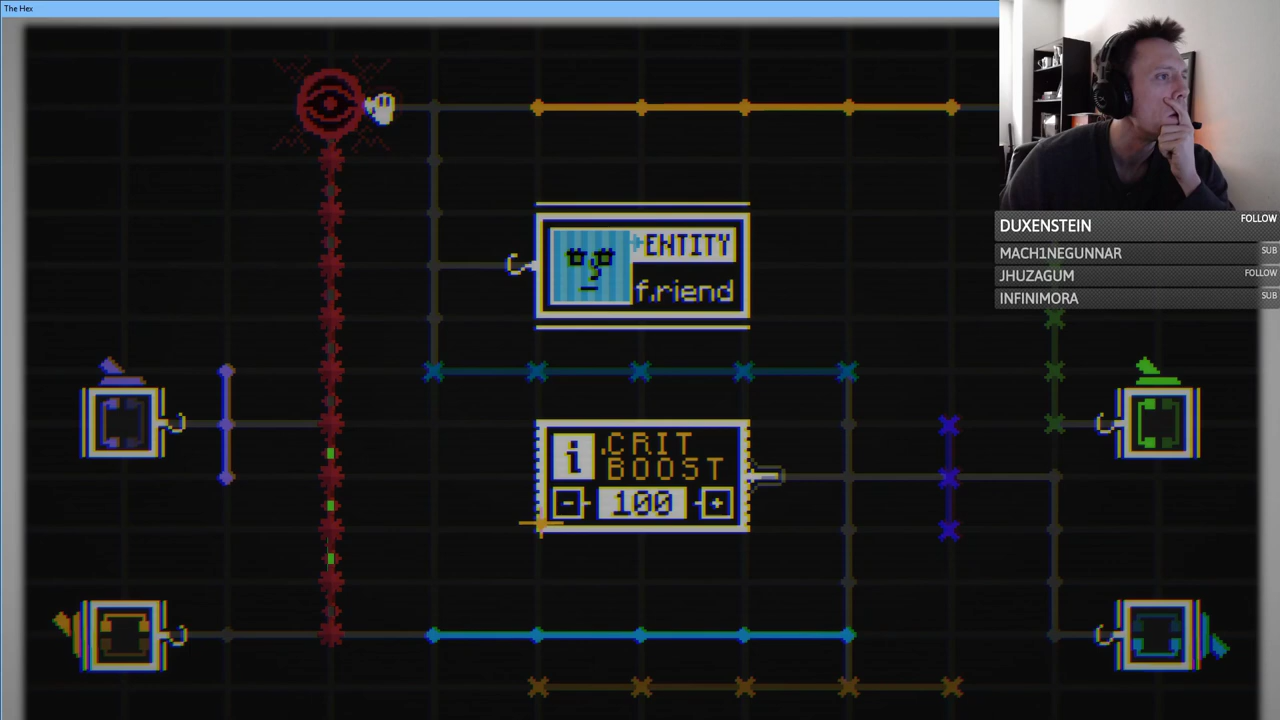 The Hex
ENTITY
f.riend
i .CRIT
BOOST
- 100 +
DUXENSTEIN FOLLOW
MACH1NEGUNNAR SUB
JHUZAGUM FOLLOW
INFINIMORA SUB